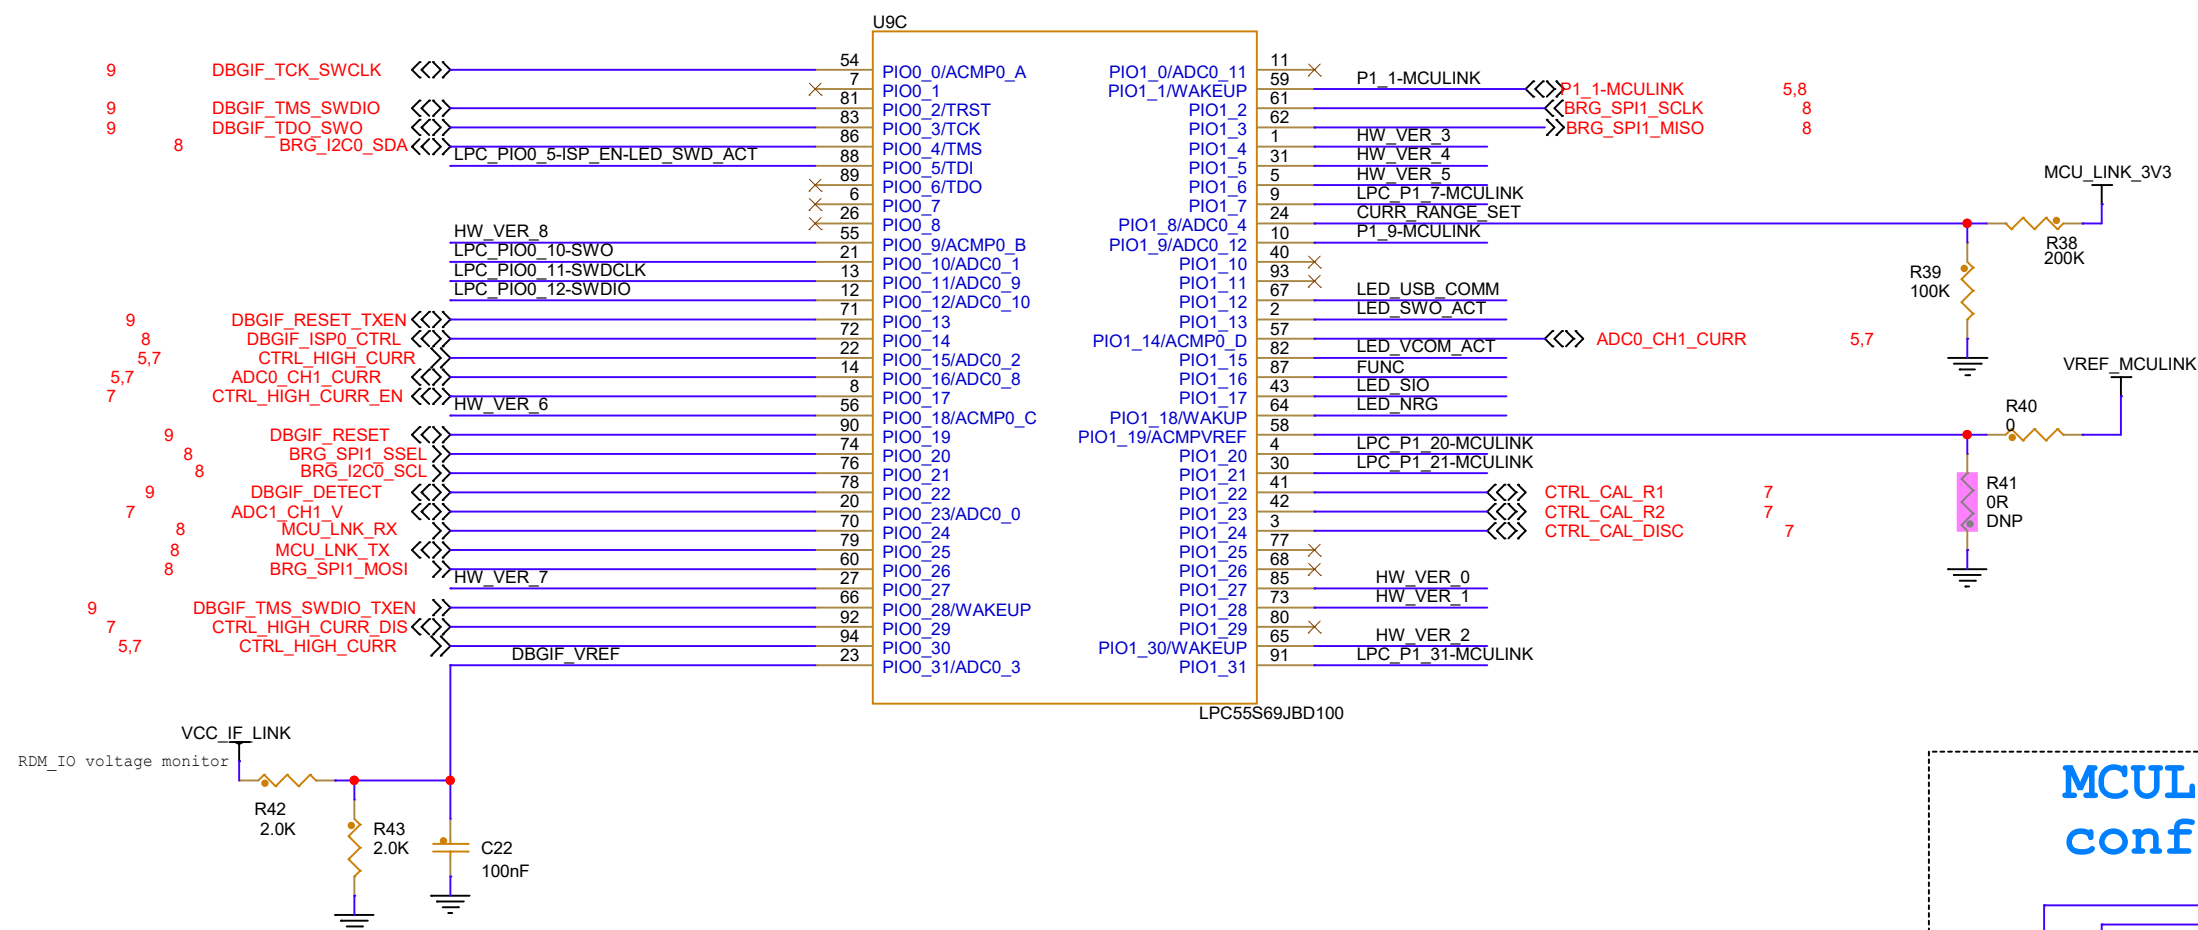 U9C
9 DBGIF_TCK_SWCLK 54 PIO0_0/ACMP0_A
7 PIO0_1
9 DBGIF_TMS_SWDIO 81 PIO0_2/TRST
9 DBGIF_TDO_SWO 83 PIO0_3/TCK
8 BRG_I2C0_SDA 86 PIO0_4/TMS
LPC_PIO0_5-ISP_EN-LED_SWD_ACT 88 PIO0_5/TDI
89 PIO0_6/TDO
6 PIO0_7
26 PIO0_8
HW_VER_8 55 PIO0_9/ACMP0_B
LPC_PIO0_10-SWO 21 PIO0_10/ADC0_1
LPC_PIO0_11-SWDCLK 13 PIO0_11/ADC0_9
LPC_PIO0_12-SWDIO 12 PIO0_12/ADC0_10
9 DBGIF_RESET_TXEN 71 PIO0_13
8 DBGIF_ISP0_CTRL 72 PIO0_14
5,7 CTRL_HIGH_CURR 22 PIO0_15/ADC0_2
5,7 ADC0_CH1_CURR 14 PIO0_16/ADC0_8
7 CTRL_HIGH_CURR_EN 8 PIO0_17
HW_VER_6 56 PIO0_18/ACMP0_C
9 DBGIF_RESET 90 PIO0_19
8 BRG_SPI1_SSEL 74 PIO0_20
8 BRG_I2C0_SCL 76 PIO0_21
9 DBGIF_DETECT 78 PIO0_22
7 ADC1_CH1_V 20 PIO0_23/ADC0_0
8 MCU_LNK_RX 70 PIO0_24
8 MCU_LNK_TX 79 PIO0_25
8 BRG_SPI1_MOSI 60 PIO0_26
HW_VER_7 27 PIO0_27
9 DBGIF_TMS_SWDIO_TXEN 66 PIO0_28/WAKEUP
7 CTRL_HIGH_CURR_DIS 92 PIO0_29
5,7 CTRL_HIGH_CURR 94 PIO0_30
DBGIF_VREF 23 PIO0_31/ADC0_3
PIO1_0/ADC0_11 11
PIO1_1/WAKEUP 59 P1_1-MCULINK P1_1-MCULINK 5,8
PIO1_2 61 BRG_SPI1_SCLK 8
PIO1_3 62 BRG_SPI1_MISO 8
PIO1_4 1 HW_VER_3
PIO1_5 31 HW_VER_4
PIO1_6 5 HW_VER_5
PIO1_7 9 LPC_P1_7-MCULINK
PIO1_8/ADC0_4 24 CURR_RANGE_SET
PIO1_9/ADC0_12 10 P1_9-MCULINK
PIO1_10 40
PIO1_11 93
PIO1_12 67 LED_USB_COMM
PIO1_13 2 LED_SWO_ACT
PIO1_14/ACMP0_D 57 ADC0_CH1_CURR 5,7
PIO1_15 82 LED_VCOM_ACT
PIO1_16 87 FUNC
PIO1_17 43 LED_SIO
PIO1_18/WAKUP 64 LED_NRG
PIO1_19/ACMPVREF 58
PIO1_20 4 LPC_P1_20-MCULINK
PIO1_21 30 LPC_P1_21-MCULINK
PIO1_22 41 CTRL_CAL_R1 7
PIO1_23 42 CTRL_CAL_R2 7
PIO1_24 3 CTRL_CAL_DISC 7
PIO1_25 77
PIO1_26 68
PIO1_27 85 HW_VER_0
PIO1_28 73 HW_VER_1
PIO1_29 80
PIO1_30/WAKEUP 65 HW_VER_2
PIO1_31 91 LPC_P1_31-MCULINK
LPC55S69JBD100
MCU_LINK_3V3
R38
200K
R39
100K
VREF_MCULINK
R40
0
R41
0R
DNP
VCC_IF_LINK
RDM_IO voltage monitor
R42
2.0K
R43
2.0K
C22
100nF
MCUL
conf